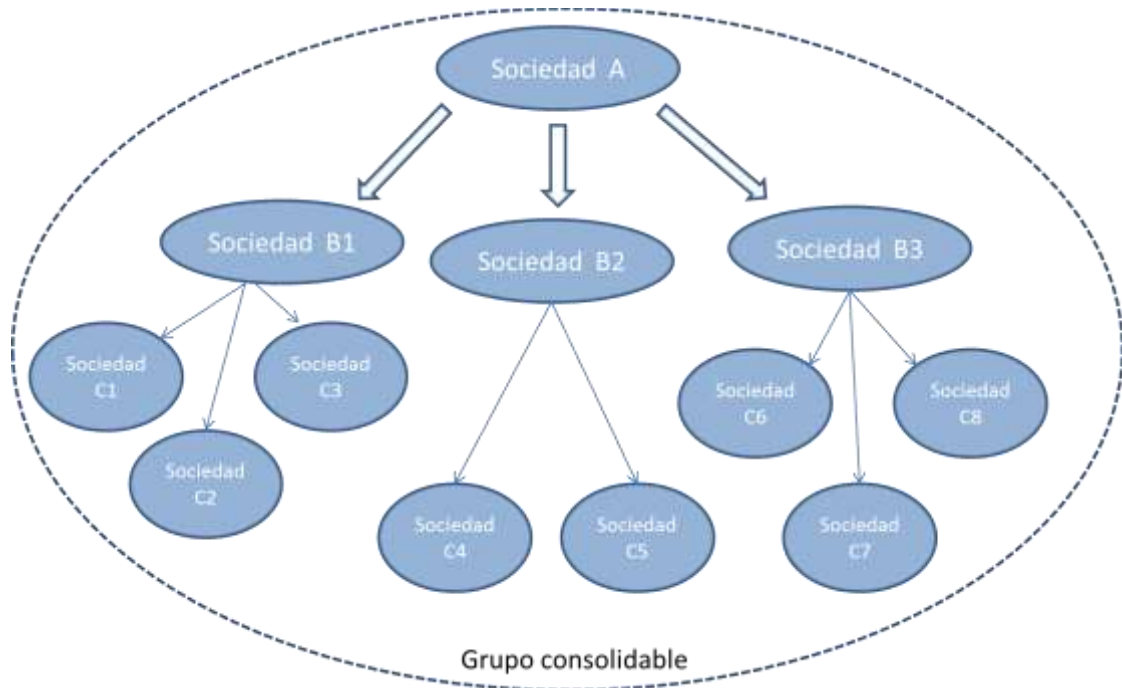 Sociedad A
Sociedad B1
Sociedad B2
Sociedad B3
Sociedad
C1
Sociedad
C2
Sociedad
C3
Sociedad
C4
Sociedad
C5
Sociedad
C6
Sociedad
C7
Sociedad
C8
Grupo consolidable